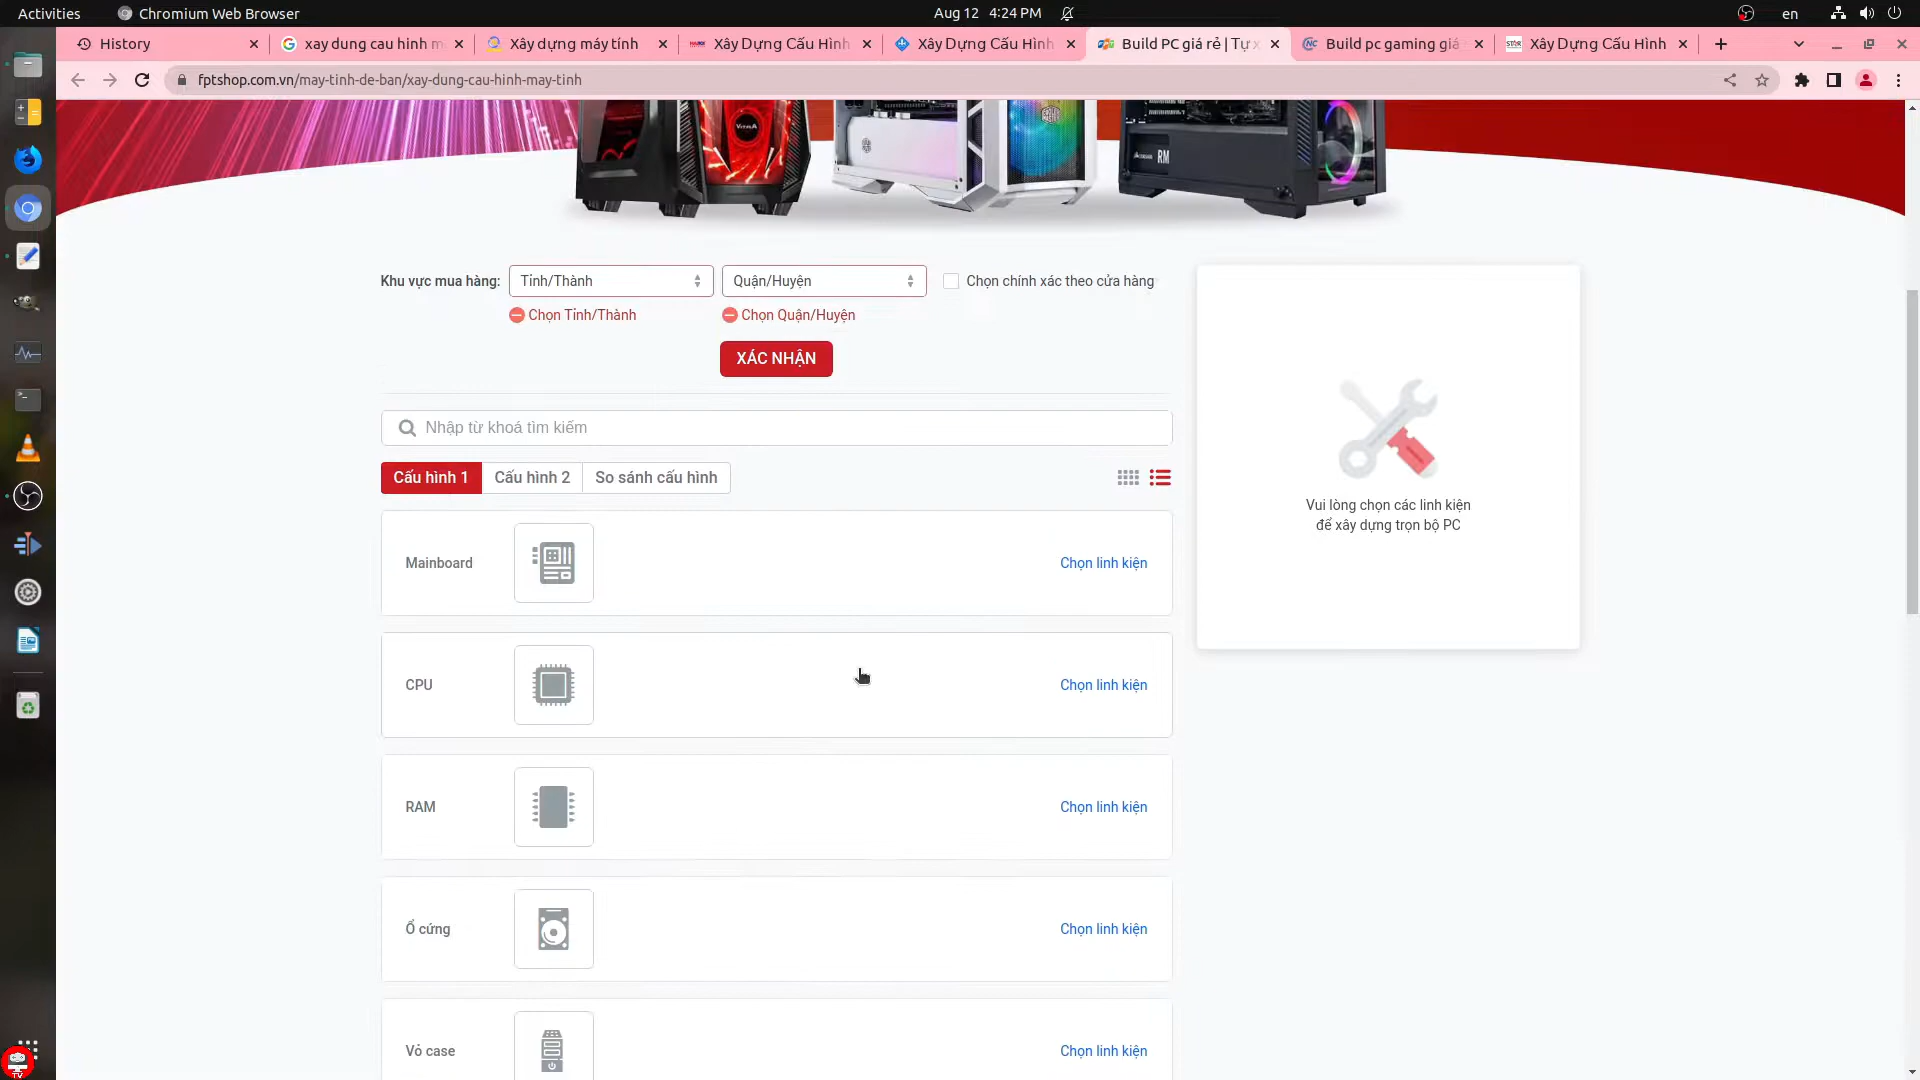 Activities
Chromium Web Browser
Aug 12 4:24 PM
en
History
xay dung cau hinh m
Xây dựng máy tính
Xây Dựng Cấu Hình
Xây Dựng Cấu Hình
Build PC giá rẻ | Tự x
Build pc gaming giá
Xây Dựng Cấu Hình
fptshop.com.vn/may-tinh-de-ban/xay-dung-cau-hinh-may-tinh
RM
Khu vực mua hàng:
Tỉnh/Thành
Quận/Huyện
Chọn chính xác theo cửa hàng
Chọn Tỉnh/Thành
Chọn Quận/Huyện
XÁC NHẬN
Nhập từ khoá tìm kiếm
Cấu hình 1
Cấu hình 2
So sánh cấu hình
Vui lòng chọn các linh kiện
để xây dựng trọn bộ PC
Mainboard
Chọn linh kiện
CPU
Chọn linh kiện
RAM
Chọn linh kiện
Ổ cứng
Chọn linh kiện
Vỏ case
Chọn linh kiện
TV